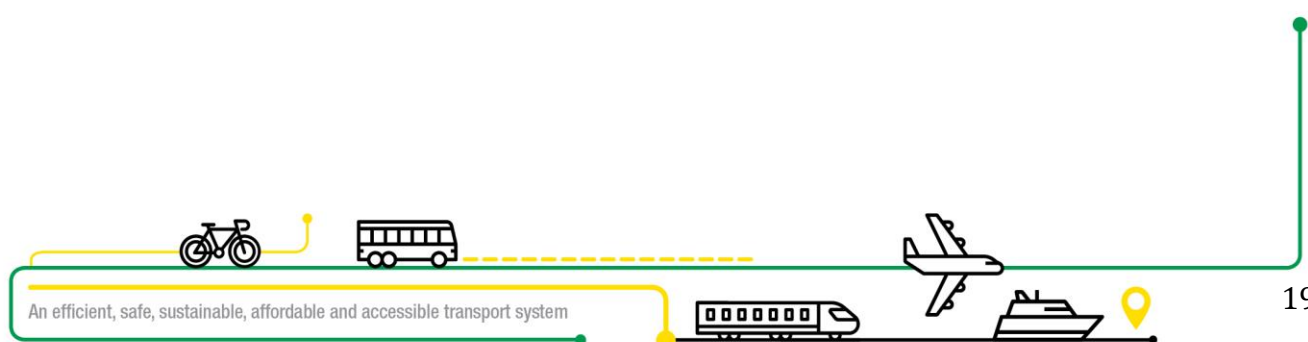 An efficient, safe, sustainable, affordable and accessible transport system
19